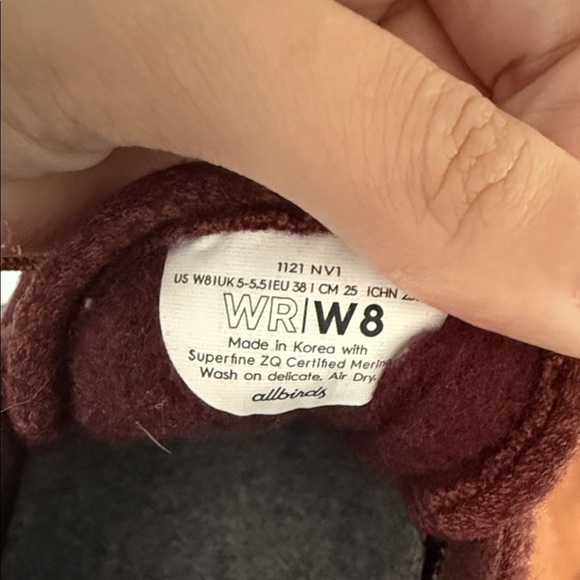 1121 NV1
US W8|UK 5-5.5|EU 38 | CM 25 |CHN
WR|W8
Made in Korea with
Superfine ZQ Certified
Wash on delicate. Air Dry.
allbirds